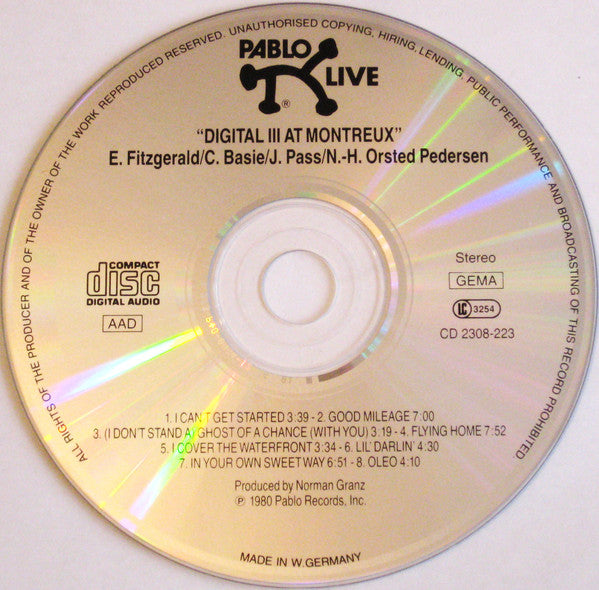 ALL RIGHTS OF THE PRODUCER AND OF THE OWNER OF THE WORK REPRODUCED RESERVED. UNAUTHORISED COPYING, HIRING, LENDING, PUBLIC PERFORMANCE AND BROADCASTING OF THIS RECORD PROHIBITED
PABLO
LIVE
®
"DIGITAL III AT MONTREUX"
E. Fitzgerald/C. Basie/J. Pass/N.-H. Orsted Pedersen
COMPACT
disc
DIGITAL AUDIO
AAD
Stereo
GEMA
LC 3254
CD 2308-223
1. I CAN'T GET STARTED 3:39 - 2. GOOD MILEAGE 7:00
3. (I DON'T STAND A) GHOST OF A CHANCE (WITH YOU) 3.19 - 4. FLYING HOME 7:52
5. I COVER THE WATERFRONT 3:34 - 6. LIL' DARLIN' 4:30
7. IN YOUR OWN SWEET WAY 6:51 - 8. OLEO 4:10
Produced by Norman Granz
℗ 1980 Pablo Records, Inc.
MADE IN W. GERMANY